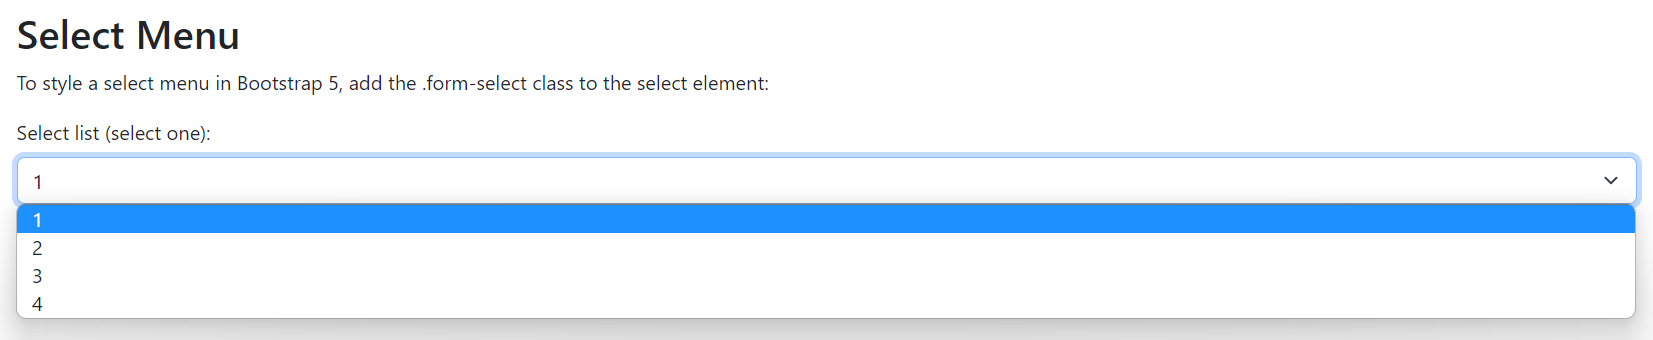 Select Menu
To style a select menu in Bootstrap 5, add the .form-select class to the select element:
Select list (select one):
1
1
2
3
4